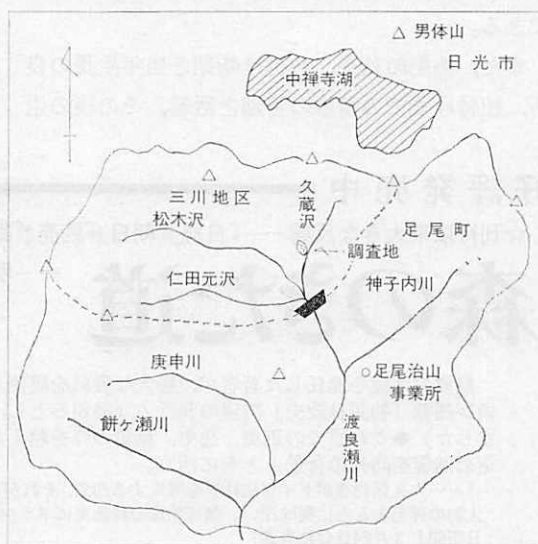 男体山
日光市
中禅寺湖
三川地区
松木沢
久蔵沢
足尾町
調査地
仁田元沢
神子内川
庚申川
足尾治山
事業所
餅ヶ瀬川
渡良瀬川